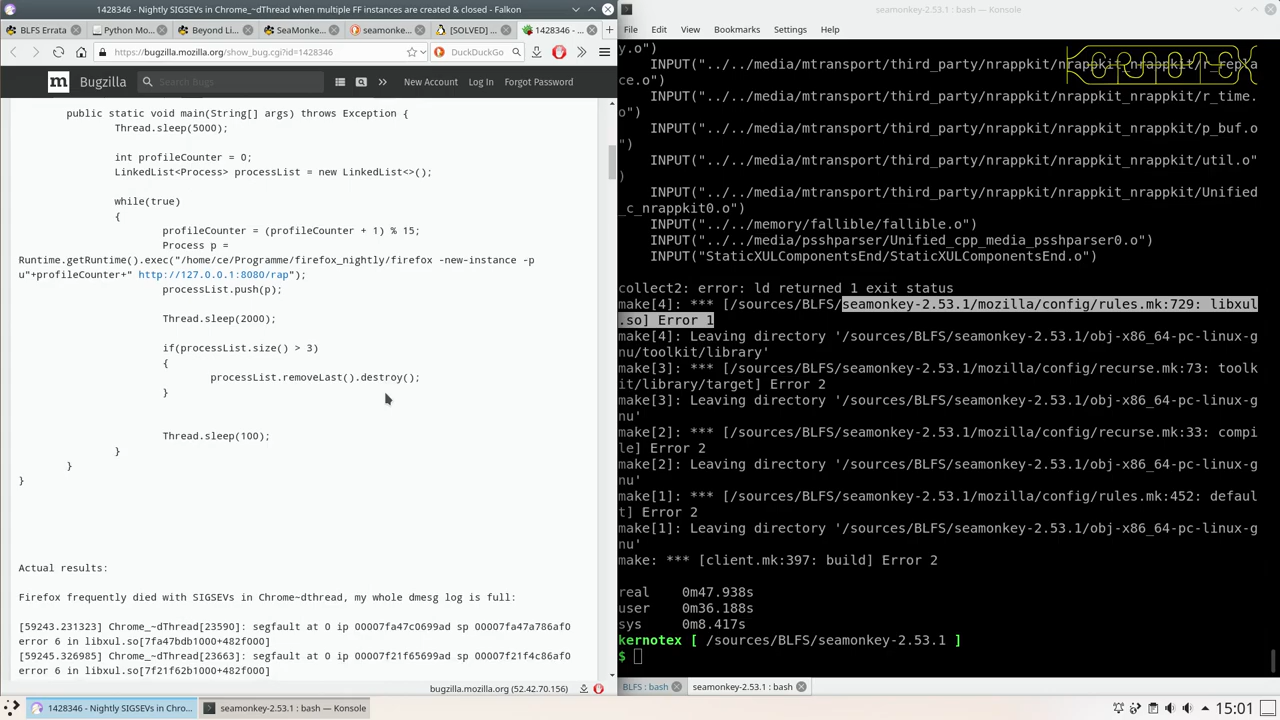 1428346 - Nightly SIGSEVs in Chrome_dThread when multiple FF instances are created & closed - Falkon
BLFS Errata
Python Mo...
Beyond Li...
SeaMonke...
seamonke...
[SOLVED] ...
1428346 - ...
https://bugzilla.mozilla.org/show_bug.cgi?id=1428346
DuckDuckGo
m
Bugzilla
Search Bugs
New Account
Log In
Forgot Password
public static void main(String[] args) throws Exception {
Thread.sleep(5000);
int profileCounter = 0;
LinkedList<Process> processList = new LinkedList<>();
while(true)
{
profileCounter = (profileCounter + 1) % 15;
Process p =
Runtime.getRuntime().exec("/home/ce/Programme/firefox_nightly/firefox -new-instance -p
u"+profileCounter+" http://127.0.0.1:8080/rap");
processList.push(p);
Thread.sleep(2000);
if(processList.size() > 3)
{
processList.removeLast().destroy();
}
Thread.sleep(100);
}
}
}
Actual results:
Firefox frequently died with SIGSEVs in Chrome~dthread, my whole dmesg log is full:
[59243.231323] Chrome_~dThread[23590]: segfault at 0 ip 00007fa47c0699ad sp 00007fa47a786af0
error 6 in libxul.so[7fa47bdb1000+482f000]
[59245.326985] Chrome_~dThread[23663]: segfault at 0 ip 00007f21f65699ad sp 00007f21f4c86af0
error 6 in libxul.so[7f21f62b1000+482f000]
bugzilla.mozilla.org (52.42.70.156)
seamonkey-2.53.1 : bash — Konsole
File
Edit
View
Bookmarks
Settings
Help
KERNOTEX
y.o")
INPUT("../../media/mtransport/third_party/nrappkit/nrappkit_nrappkit/repla
ce.o")
INPUT("../../media/mtransport/third_party/nrappkit/nrappkit_nrappkit/r_time.
o")
INPUT("../../media/mtransport/third_party/nrappkit/nrappkit_nrappkit/p_buf.o
")
INPUT("../../media/mtransport/third_party/nrappkit/nrappkit_nrappkit/util.o"
)
INPUT("../../media/mtransport/third_party/nrappkit/nrappkit_nrappkit/Unified
_c_nrappkit0.o")
INPUT("../../memory/fallible/fallible.o")
INPUT("../../media/psshparser/Unified_cpp_media_psshparser0.o")
INPUT("StaticXULComponentsEnd/StaticXULComponentsEnd.o")
collect2: error: ld returned 1 exit status
make[4]: *** [/sources/BLFS/seamonkey-2.53.1/mozilla/config/rules.mk:729: libxul
.so] Error 1
make[4]: Leaving directory '/sources/BLFS/seamonkey-2.53.1/obj-x86_64-pc-linux-g
nu/toolkit/library'
make[3]: *** [/sources/BLFS/seamonkey-2.53.1/mozilla/config/recurse.mk:73: toolk
it/library/target] Error 2
make[3]: Leaving directory '/sources/BLFS/seamonkey-2.53.1/obj-x86_64-pc-linux-g
nu'
make[2]: *** [/sources/BLFS/seamonkey-2.53.1/mozilla/config/recurse.mk:33: compi
le] Error 2
make[2]: Leaving directory '/sources/BLFS/seamonkey-2.53.1/obj-x86_64-pc-linux-g
nu'
make[1]: *** [/sources/BLFS/seamonkey-2.53.1/mozilla/config/rules.mk:452: defaul
t] Error 2
make[1]: Leaving directory '/sources/BLFS/seamonkey-2.53.1/obj-x86_64-pc-linux-g
nu'
make: *** [client.mk:397: build] Error 2
real 0m47.938s
user 0m36.188s
sys 0m8.417s
kernotex [ /sources/BLFS/seamonkey-2.53.1 ]
$
BLFS : bash
seamonkey-2.53.1 : bash
1428346 - Nightly SIGSEVs in Chro...
seamonkey-2.53.1 : bash — Konsole
15:01